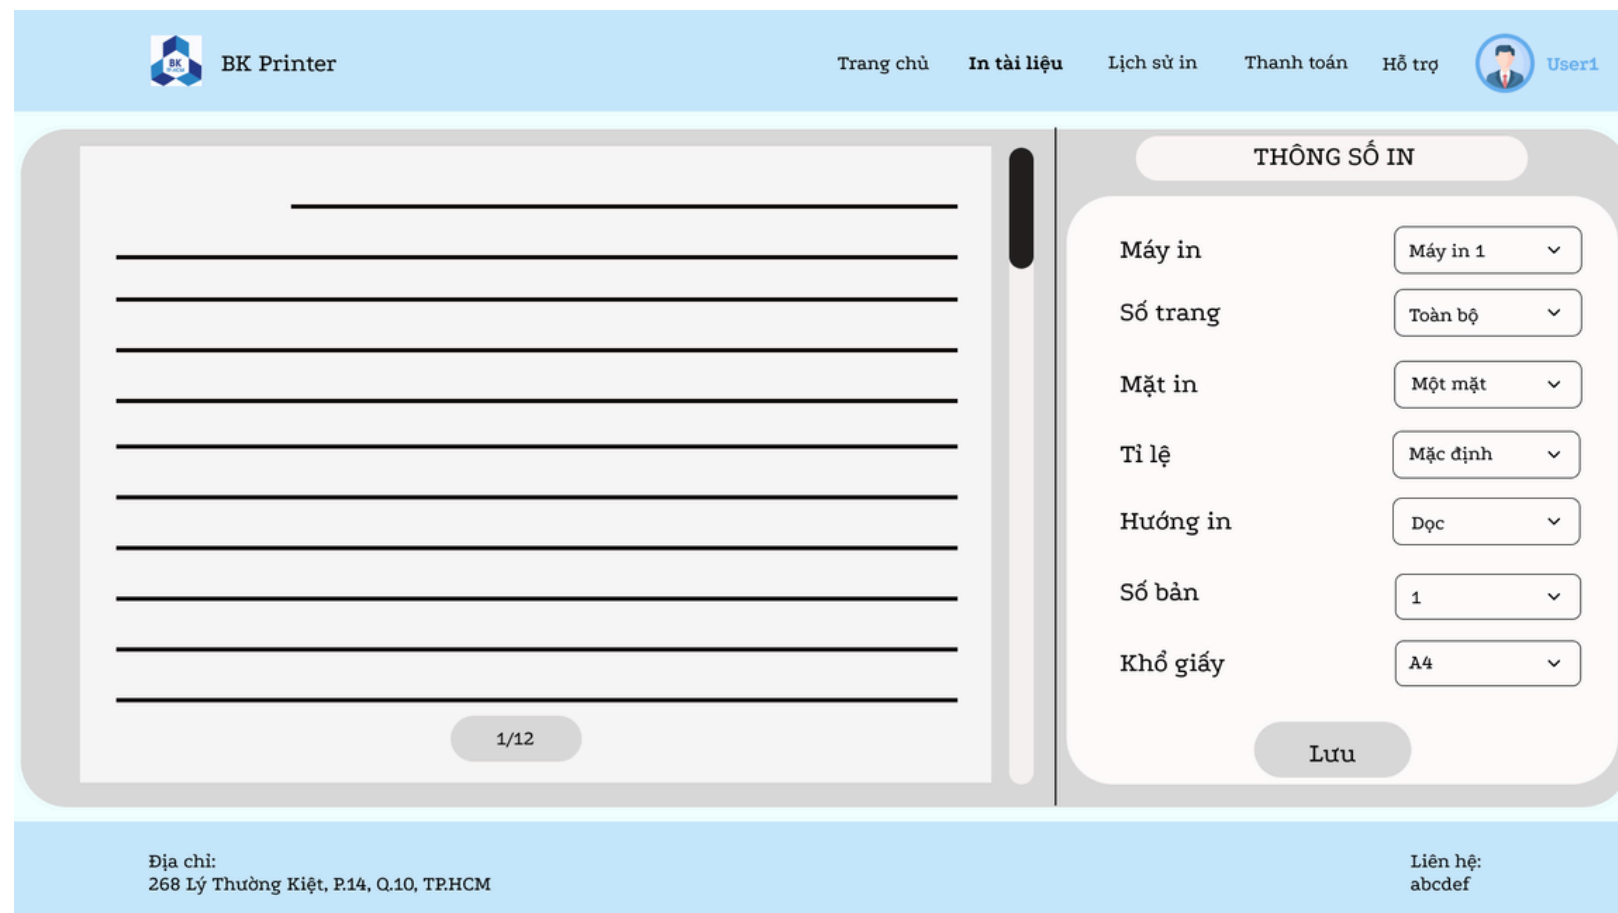 BK
TP.HCM
BK Printer
Trang chủ
In tài liệu
Lịch sử in
Thanh toán
Hỗ trợ
User1
1/12
THÔNG SỐ IN
Máy in
Máy in 1
Số trang
Toàn bộ
Mặt in
Một mặt
Tỉ lệ
Mặc định
Hướng in
Dọc
Số bản
1
Khổ giấy
A4
Lưu
Địa chỉ:
268 Lý Thường Kiệt, P.14, Q.10, TP.HCM
Liên hệ:
abcdef